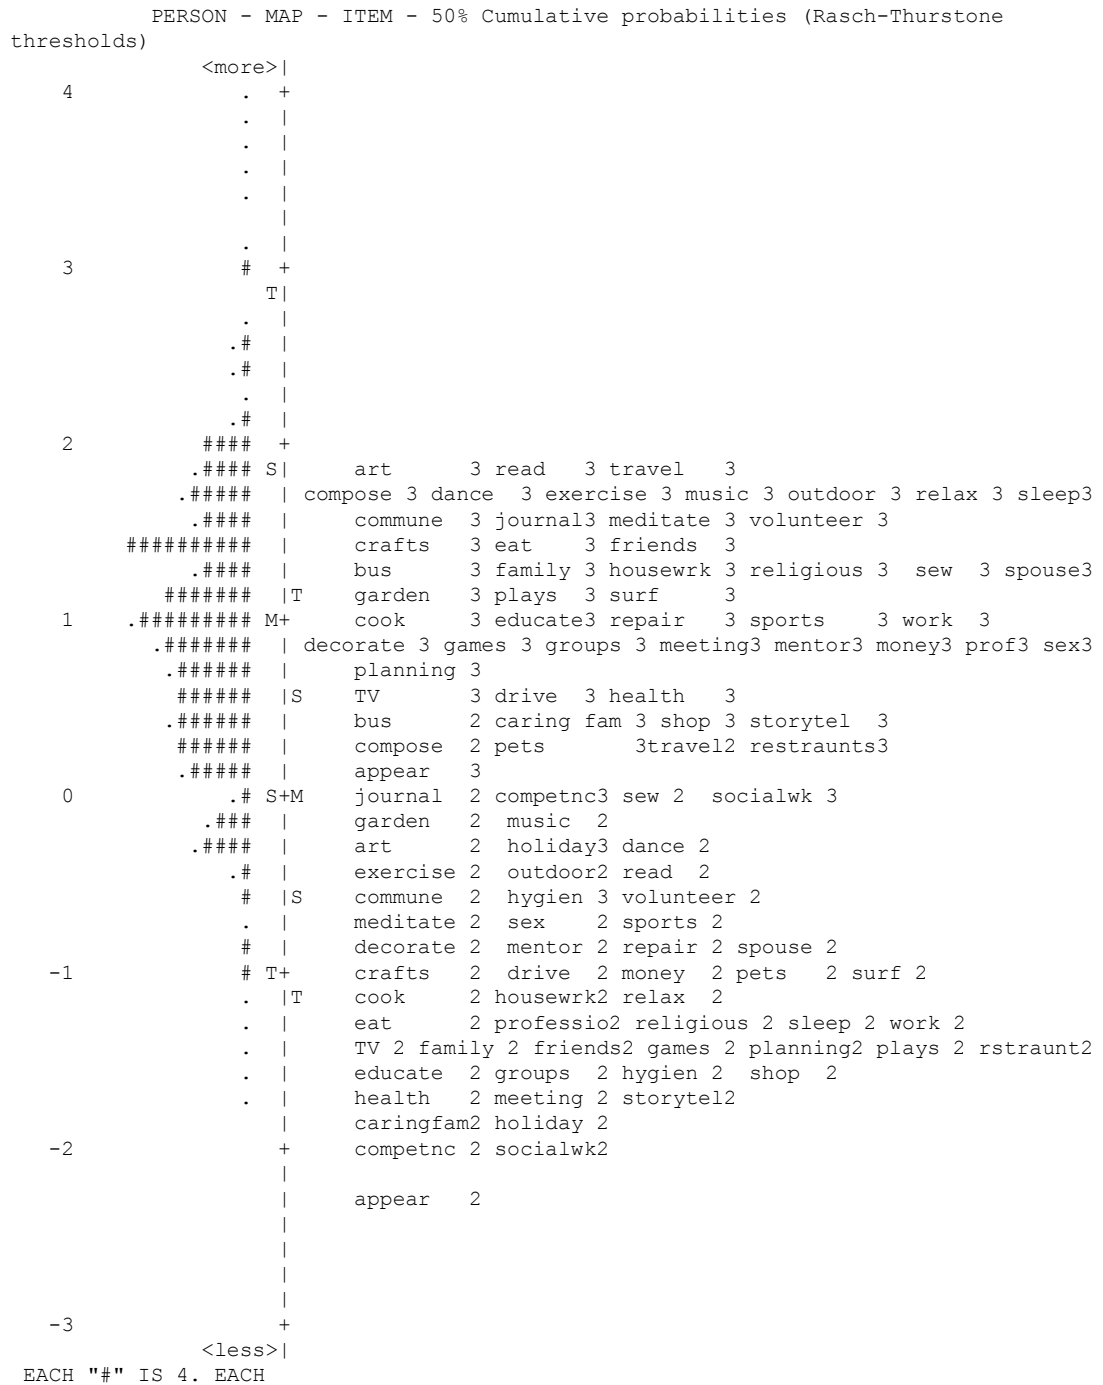 PERSON - MAP - ITEM - 50% Cumulative probabilities (Rasch-Thurstone
thresholds)
               <more>|
    4             .  +
                  .  |
                  .  |
                  .  |
                  .  |
                     |
                  .  |
    3             #  +
                    T|
                  .  |
                 .#  |
                 .#  |
                  .  |
                 .#  |
    2          ####  +
              .#### S|     art      3 read   3 travel   3
             .#####  | compose 3 dance  3 exercise 3 music 3 outdoor 3 relax 3 sleep3
              .####  |     commune  3 journal3 meditate 3 volunteer 3
         ##########  |     crafts   3 eat    3 friends  3
              .####  |     bus      3 family 3 housewrk 3 religious 3  sew  3 spouse3
            #######  |T    garden   3 plays  3 surf     3
    1    .######### M+     cook     3 educate3 repair   3 sports    3 work  3
           .#######  | decorate 3 games 3 groups 3 meeting3 mentor3 money3 prof3 sex3
            .######  |     planning 3
             ######  |S    TV       3 drive  3 health   3
            .######  |     bus      2 caring fam 3 shop 3 storytel  3
             ######  |     compose  2 pets       3travel2 restraunts3
             .#####  |     appear   3
    0            .# S+M    journal  2 competnc3 sew 2  socialwk 3
               .###  |     garden   2  music  2
              .####  |     art      2  holiday3 dance 2
                 .#  |     exercise 2  outdoor2 read  2
                  #  |S    commune  2  hygien 3 volunteer 2
                  .  |     meditate 2  sex    2 sports 2
                  #  |     decorate 2  mentor 2 repair 2 spouse 2
   -1             # T+     crafts   2  drive  2 money  2 pets   2 surf 2
                  .  |T    cook     2 housewrk2 relax  2
                  .  |     eat      2 professio2 religious 2 sleep 2 work 2
                  .  |     TV 2 family 2 friends2 games 2 planning2 plays 2 rstraunt2
                  .  |     educate  2 groups  2 hygien 2  shop  2
                  .  |     health   2 meeting 2 storytel2
                     |     caringfam2 holiday 2
   -2                +     competnc 2 socialwk2
                     |
                     |     appear   2
                     |
                     |
                     |
                     |
   -3                +
               <less>|
EACH "#" IS 4. EACH